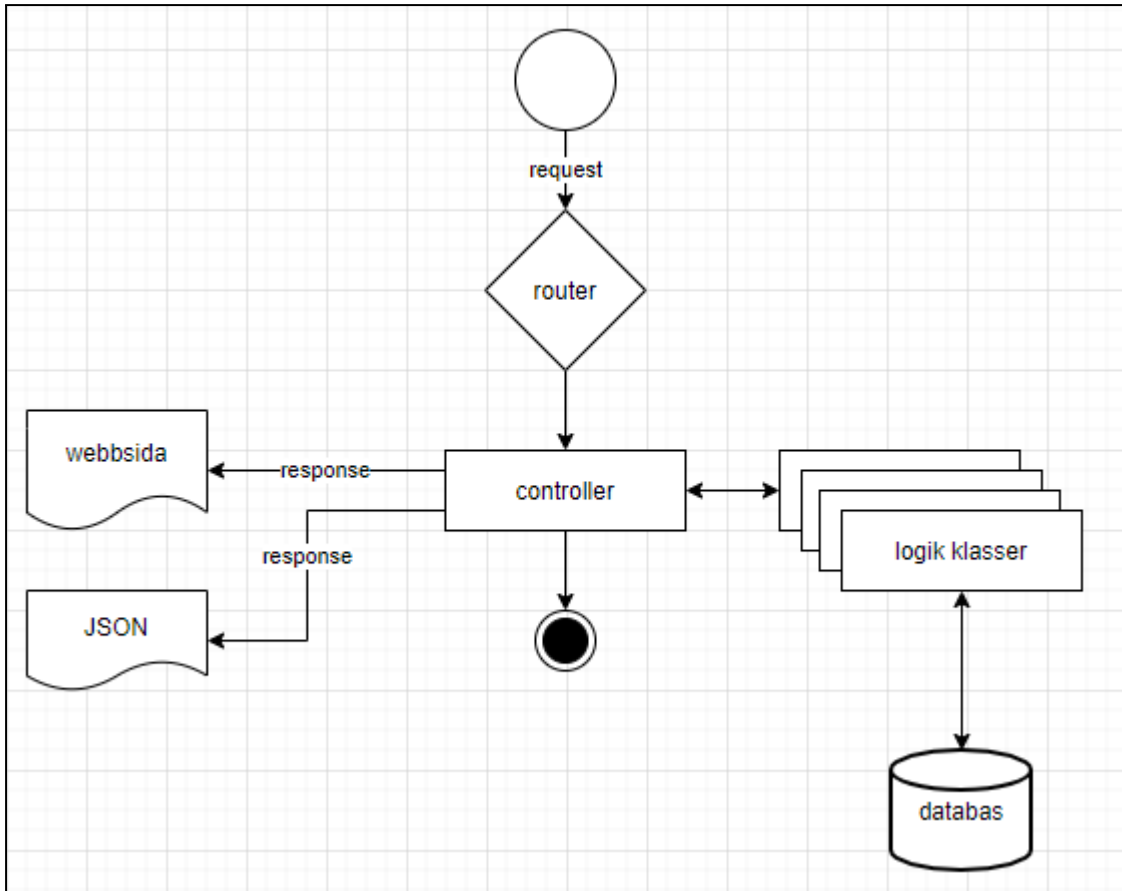 request
router
webbsida
response
controller
logik klasser
response
JSON
databas